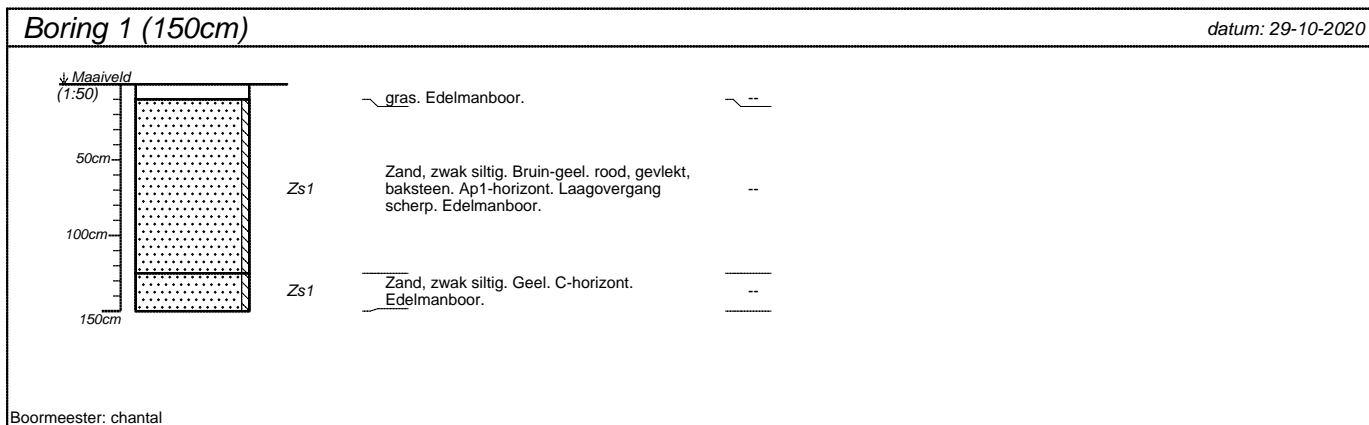 Boring 1 (150cm)
datum: 29-10-2020
Maaiveld
(1:50)
gras. Edelmanboor.
--
50cm
Zs1
Zand, zwak siltig. Bruin-geel. rood, gevlekt,
baksteen. Ap1-horizont. Laagovergang
scherp. Edelmanboor.
--
100cm
Zs1
Zand, zwak siltig. Geel. C-horizont.
Edelmanboor.
--
150cm
Boormeester: chantal